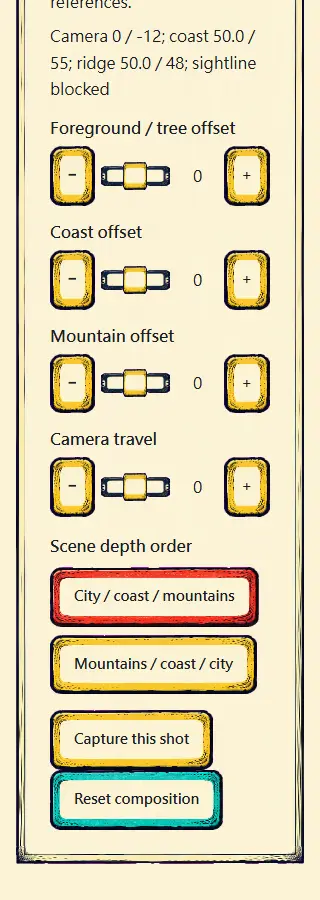 references.
Camera 0 / -12; coast 50.0 /
55; ridge 50.0 / 48; sightline
blocked
Foreground / tree offset
- 0 +
Coast offset
- 0 +
Mountain offset
- 0 +
Camera travel
- 0 +
Scene depth order
City / coast / mountains
Mountains / coast / city
Capture this shot
Reset composition